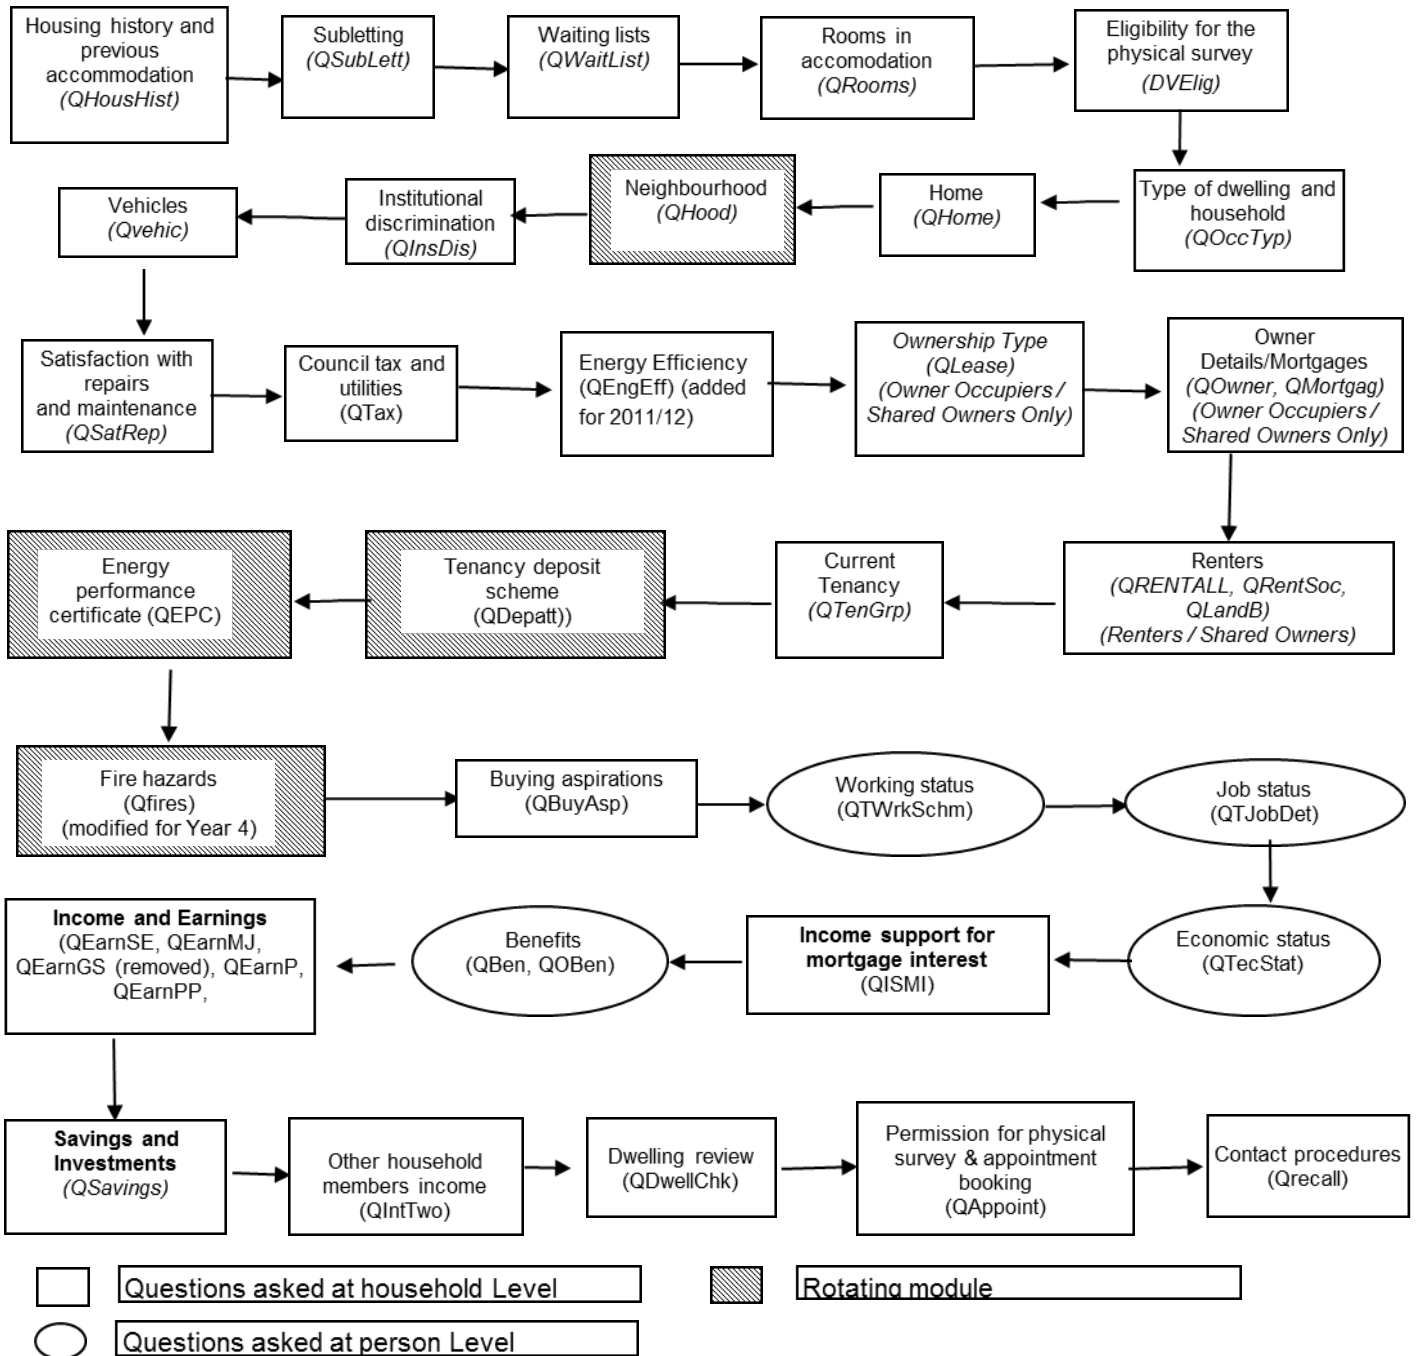 Housing history and
previous
accommodation
(QHousHist)
Subletting
(QSubLett)
Waiting lists
(QWaitList)
Rooms in
accomodation
(QRooms)
Eligibility for the
physical survey
(DVElig)
Vehicles
(Qvehic)
Institutional
discrimination
(QInsDis)
Neighbourhood
(QHood)
Home
(QHome)
Type of dwelling and
household
(QOccTyp)
Satisfaction with
repairs
and maintenance
(QSatRep)
Council tax and
utilities
(QTax)
Energy Efficiency
(QEngEff) (added
for 2011/12)
Ownership Type
(QLease)
(Owner Occupiers /
Shared Owners Only)
Owner
Details/Mortgages
(QOwner, QMortgag)
(Owner Occupiers /
Shared Owners Only)
Energy
performance
certificate (QEPC)
Tenancy deposit
scheme
(QDepatt))
Current
Tenancy
(QTenGrp)
Renters
(QRENTALL, QRentSoc,
QLandB)
(Renters / Shared Owners)
Fire hazards
(Qfires)
(modified for Year 4)
Buying aspirations
(QBuyAsp)
Working status
(QTWrkSchm)
Job status
(QTJobDet)
Income and Earnings
(QEarnSE, QEarnMJ,
QEarnGS (removed), QEarnP,
QEarnPP,
Benefits
(QBen, QOBen)
Income support for
mortgage interest
(QISMI)
Economic status
(QTecStat)
Savings and
Investments
(QSavings)
Other household
members income
(QIntTwo)
Dwelling review
(QDwellChk)
Permission for physical
survey & appointment
booking
(QAppoint)
Contact procedures
(Qrecall)
Questions asked at household Level
Rotating module
Questions asked at person Level